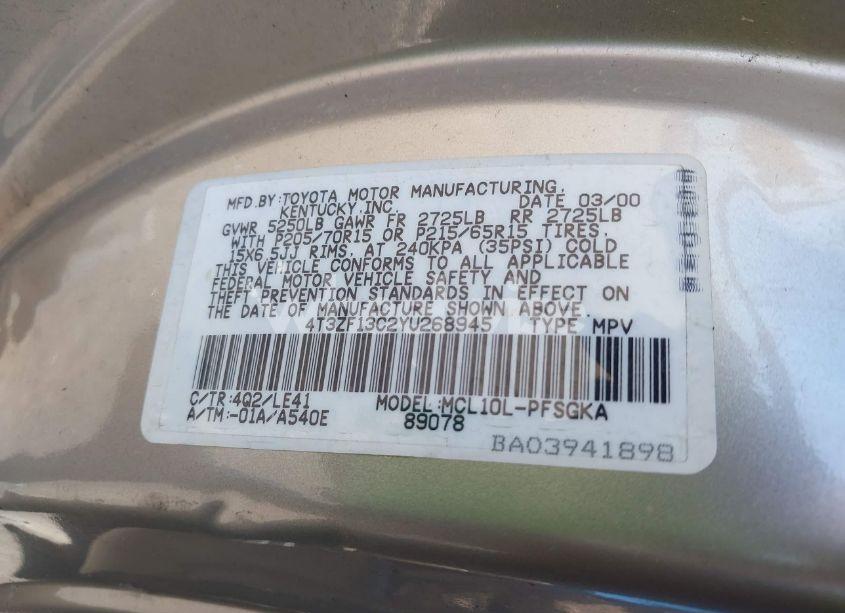 MFD.BY:TOYOTA MOTOR MANUFACTURING,
KENTUCKY,INC. DATE 03/00
GVWR 5250LB GAWR FR 2725LB RR 2725LB
WITH P205/70R15 OR P215/65R15 TIRES,
15X6.5JJ RIMS, AT 240KPA (35PSI) COLD
THIS VEHICLE CONFORMS TO ALL APPLICABLE
FEDERAL MOTOR VEHICLE SAFETY AND
THEFT PREVENTION STANDARDS IN EFFECT ON
THE DATE OF MANUFACTURE SHOWN ABOVE.
4T3ZF13C2YU268945 TYPE MPV
C/TR:4Q2/LE41 MODEL:MCL10L-PFSGKA
A/TM:-01A/A540E 89078
BA03941898